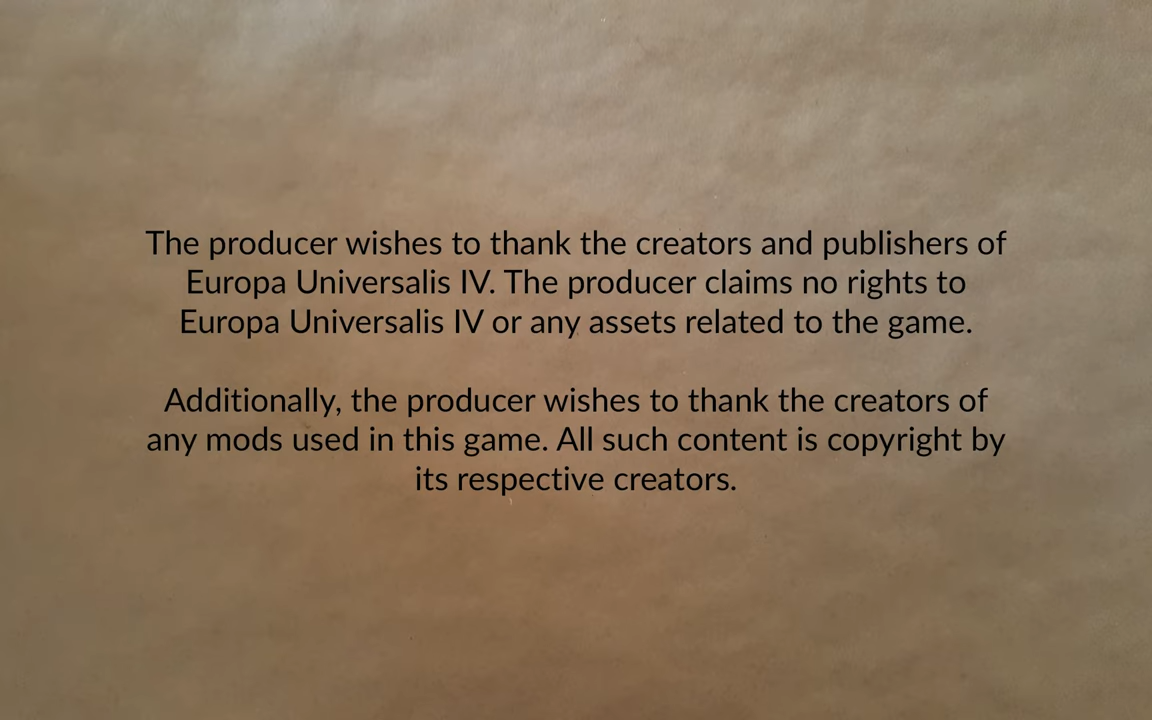 The producer wishes to thank the creators and publishers of
Europa Universalis IV. The producer claims no rights to
Europa Universalis IV or any assets related to the game.
Additionally, the producer wishes to thank the creators of
any mods used in this game. All such content is copyright by
its respective creators.